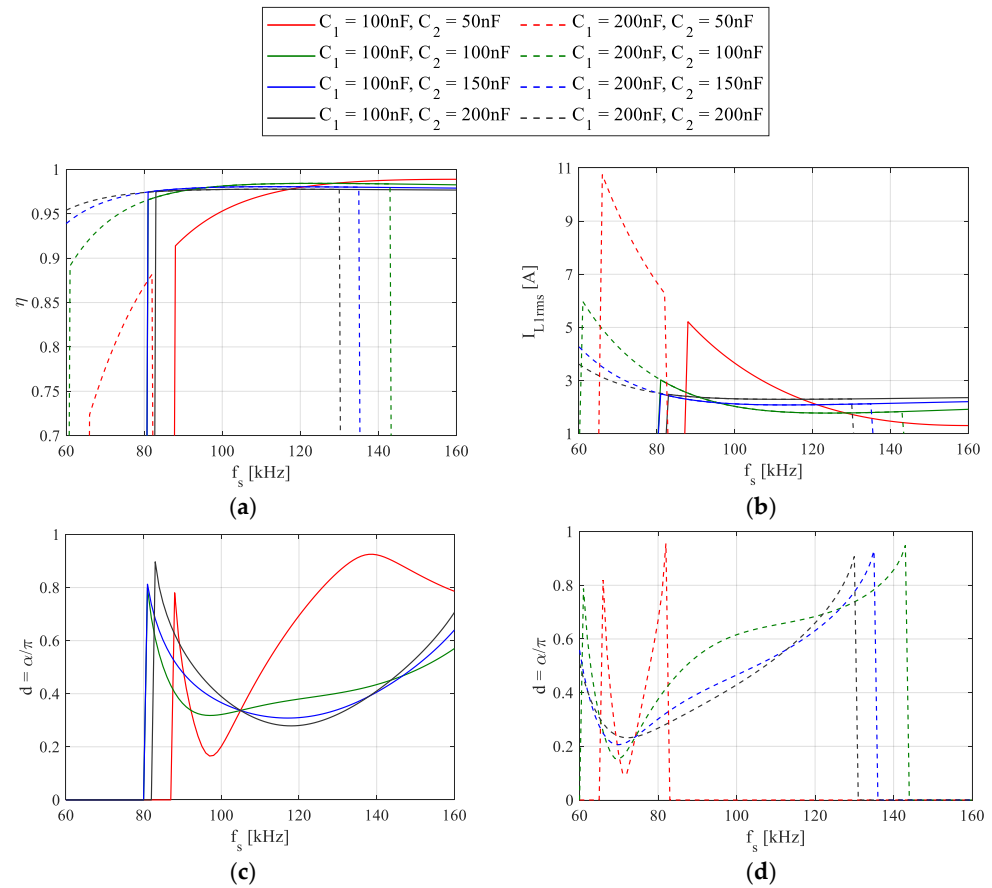 C1 = 100nF, C2 = 50nF
C1 = 200nF, C2 = 50nF
C1 = 100nF, C2 = 100nF
C1 = 200nF, C2 = 100nF
C1 = 100nF, C2 = 150nF
C1 = 200nF, C2 = 150nF
C1 = 100nF, C2 = 200nF
C1 = 200nF, C2 = 200nF
1
0.95
0.9
0.85
0.8
0.75
0.7
η
60 80 100 120 140 160
fs [kHz]
(a)
11
9
7
5
3
1
IL1rms [A]
60 80 100 120 140 160
fs [kHz]
(b)
1
0.8
0.6
0.4
0.2
0
d = α/π
60 80 100 120 140 160
fs [kHz]
(c)
1
0.8
0.6
0.4
0.2
0
d = α/π
60 80 100 120 140 160
fs [kHz]
(d)